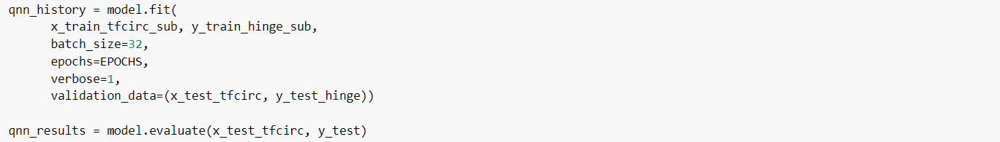 qnn_history = model.fit(
      x_train_tfcirc_sub, y_train_hinge_sub,
      batch_size=32,
      epochs=EPOCHS,
      verbose=1,
      validation_data=(x_test_tfcirc, y_test_hinge))

qnn_results = model.evaluate(x_test_tfcirc, y_test)